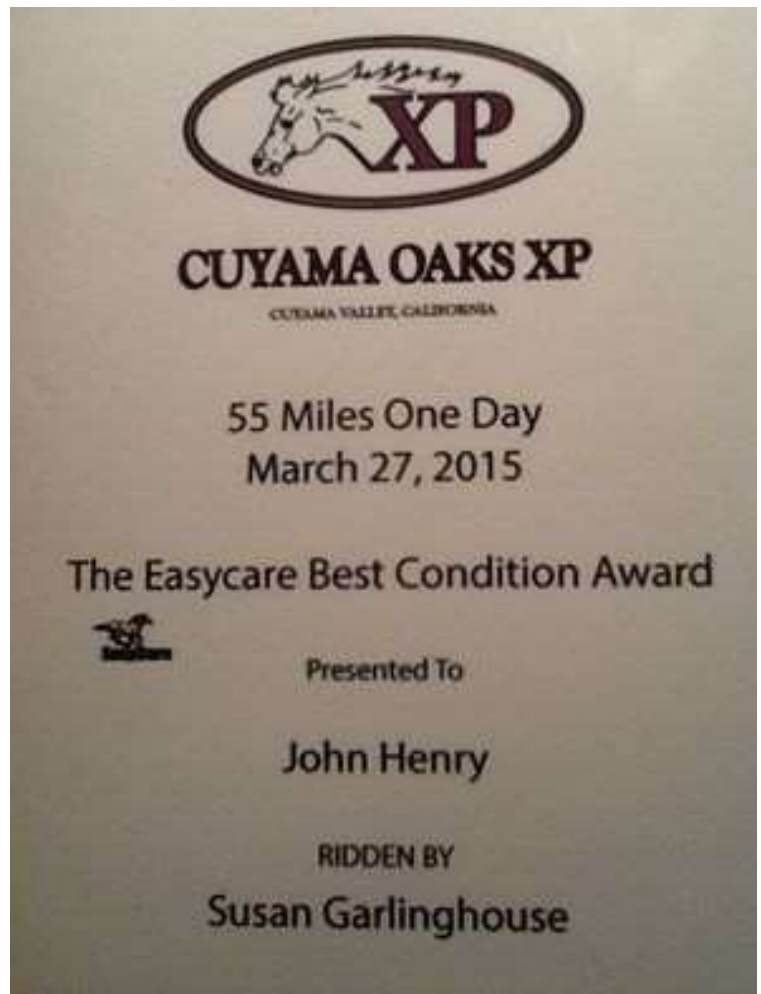 XP
CUYAMA OAKS XP
CUYAMA VALLEY, CALIFORNIA
55 Miles One Day
March 27, 2015
The Easycare Best Condition Award
Presented To
John Henry
RIDDEN BY
Susan Garlinghouse